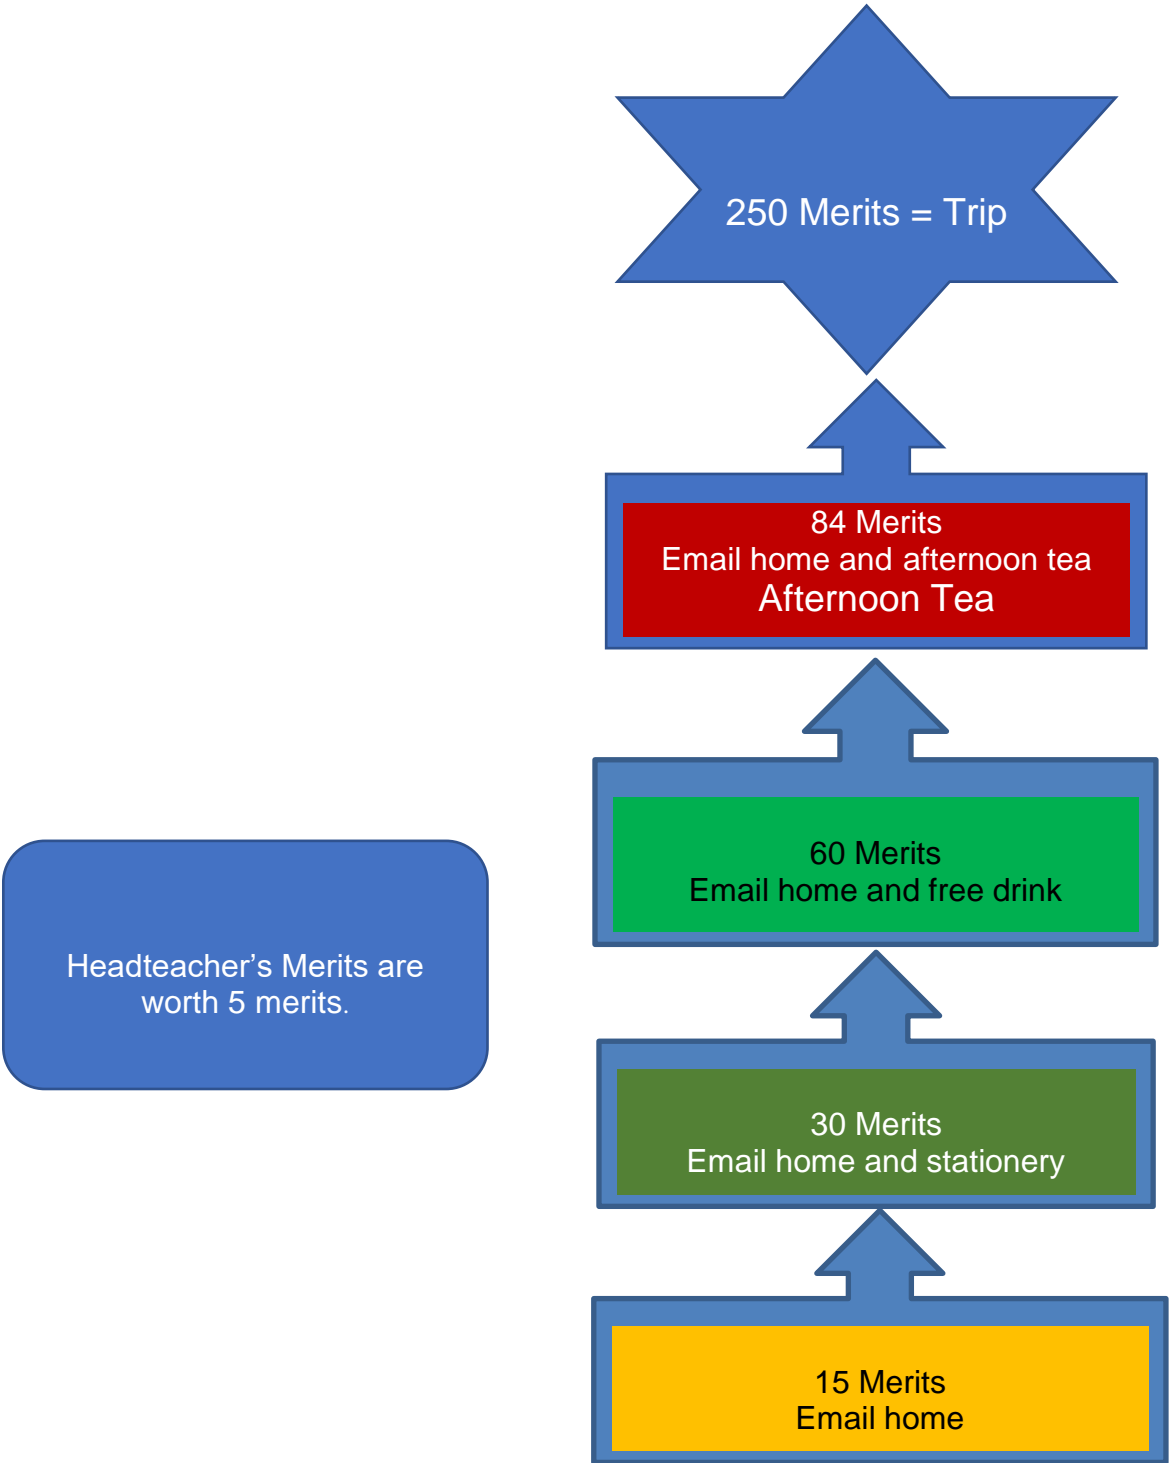 250 Merits = Trip
84 Merits
Email home and afternoon tea
Afternoon Tea
60 Merits
Email home and free drink
Headteacher’s Merits are
worth 5 merits.
30 Merits
Email home and stationery
15 Merits
Email home